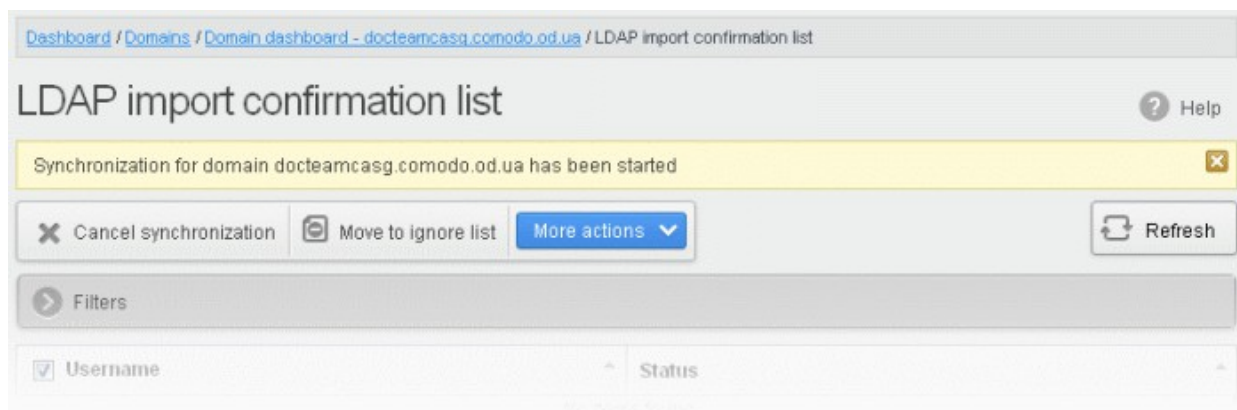 Dashboard / Domains / Domain dashboard - docteamcasg.comodo.od.ua / LDAP import confirmation list
LDAP import confirmation list
Help
Synchronization for domain docteamcasg.comodo.od.ua has been started
Cancel synchronization Move to ignore list More actions Refresh
Filters
Username Status